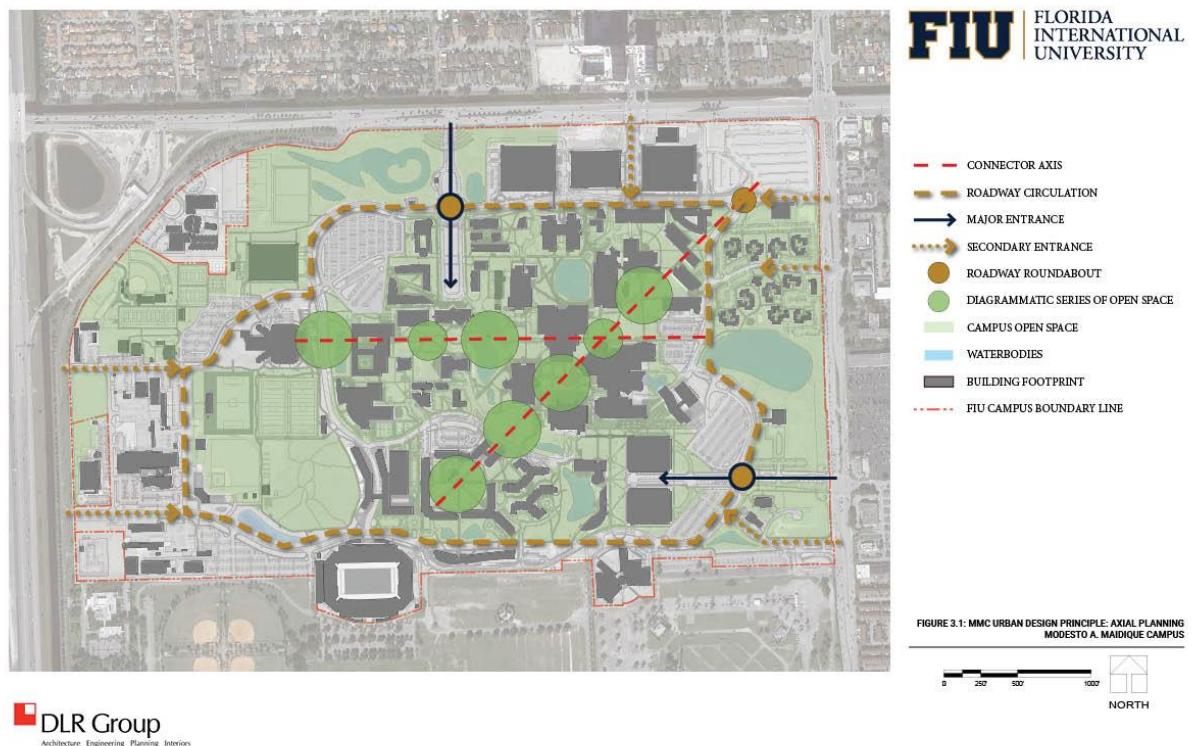 FIU
FLORIDA
INTERNATIONAL
UNIVERSITY
CONNECTOR AXIS
ROADWAY CIRCULATION
MAJOR ENTRANCE
SECONDARY ENTRANCE
ROADWAY ROUNDABOUT
DIAGRAMMATIC SERIES OF OPEN SPACE
CAMPUS OPEN SPACE
WATERBODIES
BUILDING FOOTPRINT
FIU CAMPUS BOUNDARY LINE
FIGURE 3.1: MMC URBAN DESIGN PRINCIPLE: AXIAL PLANNING
MODESTO A. MAIDIQUE CAMPUS
0 250' 500' 1000'
NORTH
DLR Group
Architecture Engineering Planning Interiors